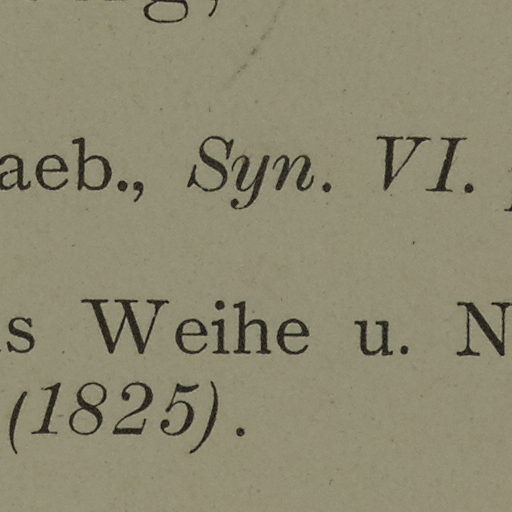 aeb., Syn. VI.
s Weihe u. N
(1825).